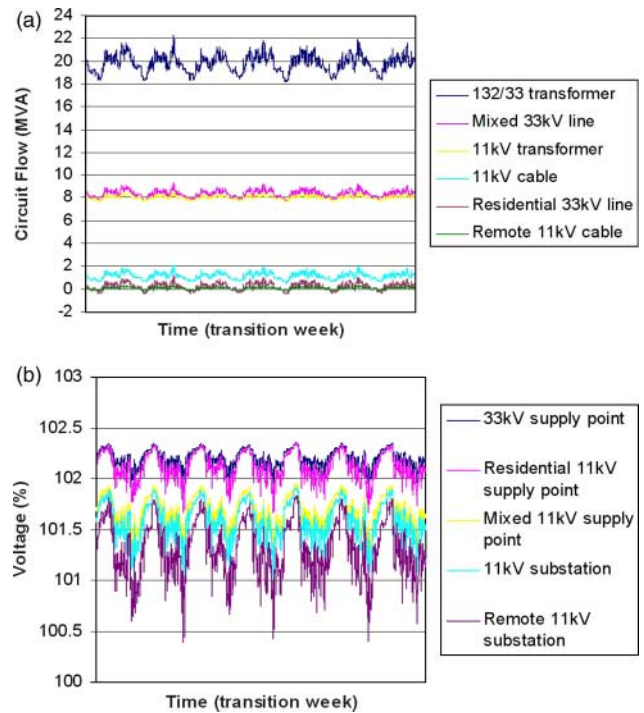 (a)
22
20
18
16
14
12
10
8
6
4
2
0
-2
Circuit Flow (MVA)
Time (transition week)
132/33 transformer
Mixed 33kV line
11kV transformer
11kV cable
Residential 33kV line
Remote 11kV cable
(b)
103
102.5
102
101.5
101
100.5
100
Voltage (%)
Time (transition week)
33kV supply point
Residential 11kV
supply point
Mixed 11kV supply
point
11kV substation
Remote 11kV
substation